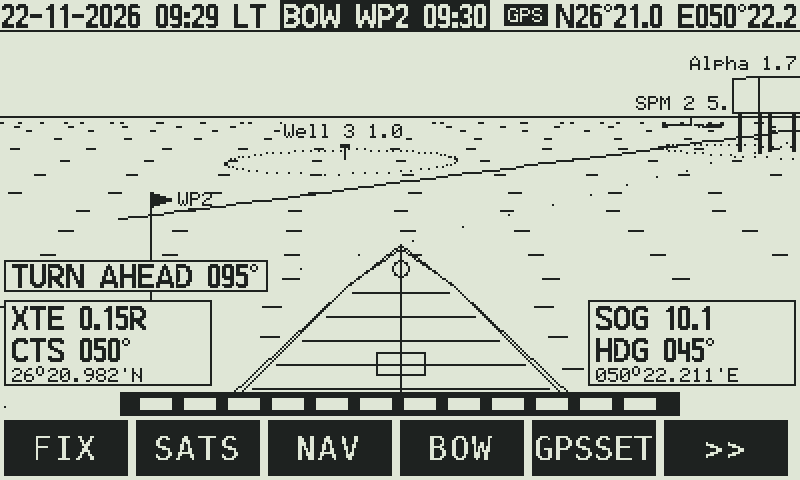 22-11-2026 09:29 LT BOW WP2 09:30 GPS N26°21.0 E050°22.2
Alpha 1.7
SPM 2 5.
Well 3 1.0
WP2
TURN AHEAD 095°
XTE 0.15R
CTS 050°
26°20.982'N
SOG 10.1
HDG 045°
050°22.211'E
FIX SATS NAV BOW GPSSET >>